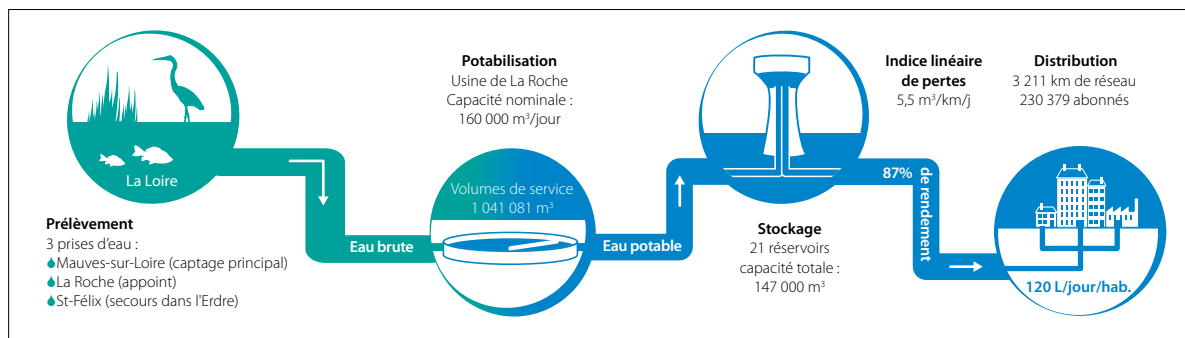 La Loire
Prélèvement
3 prises d'eau :
Mauves-sur-Loire (captage principal)
La Roche (appoint)
St-Félix (secours dans l'Erdre)
Eau brute
Potabilisation
Usine de La Roche
Capacité nominale :
160 000 m³/jour
Volumes de service
1 041 081 m³
Eau potable
Stockage
21 réservoirs
capacité totale :
147 000 m³
Indice linéaire
de pertes
5,5 m³/km/j
87%
de rendement
Distribution
3 211 km de réseau
230 379 abonnés
120 L/jour/hab.